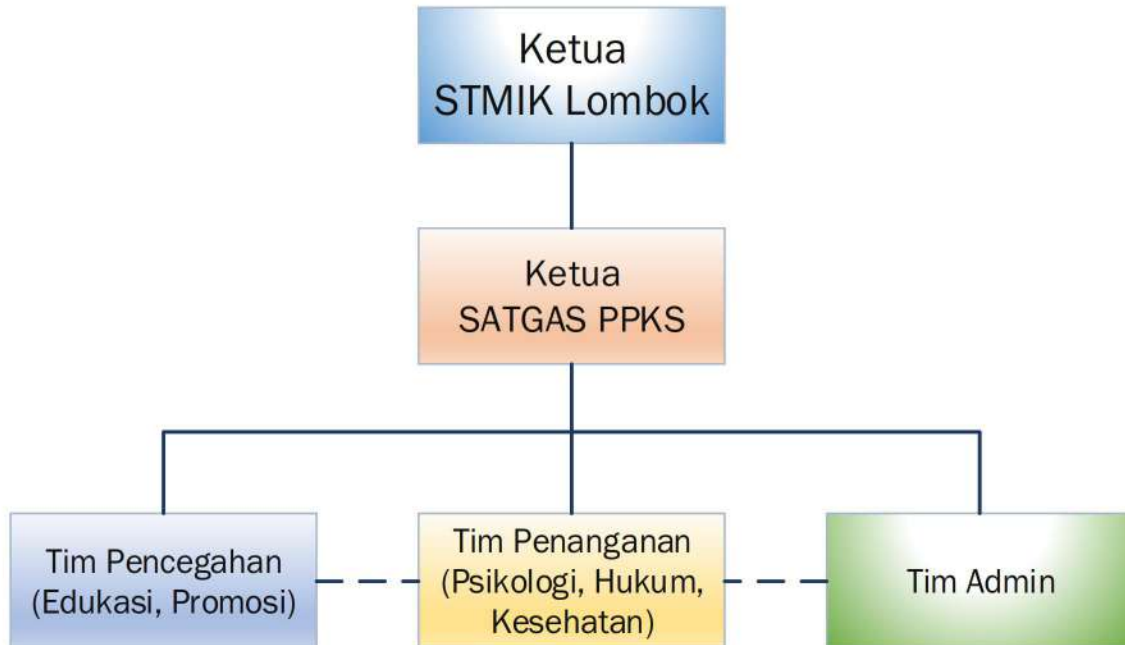 Ketua
STMIK Lombok
Ketua
SATGAS PPKS
Tim Pencegahan
(Edukasi, Promosi)
Tim Penanganan
(Psikologi, Hukum,
Kesehatan)
Tim Admin